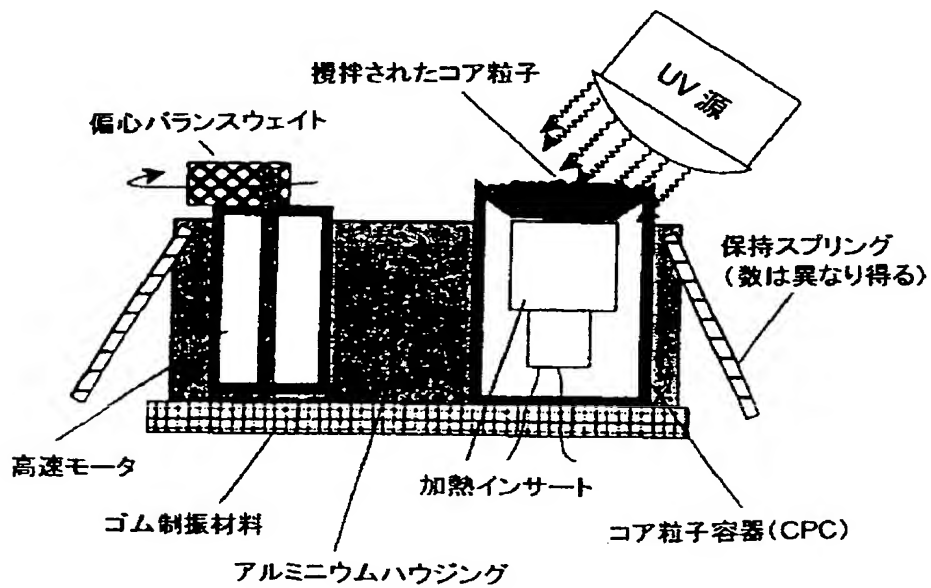 UV源
攪拌されたコア粒子
偏心バランスウェイト
保持スプリング
(数は異なり得る)
高速モータ
加熱インサート
ゴム制振材料
コア粒子容器(CPC)
アルミニウムハウジング